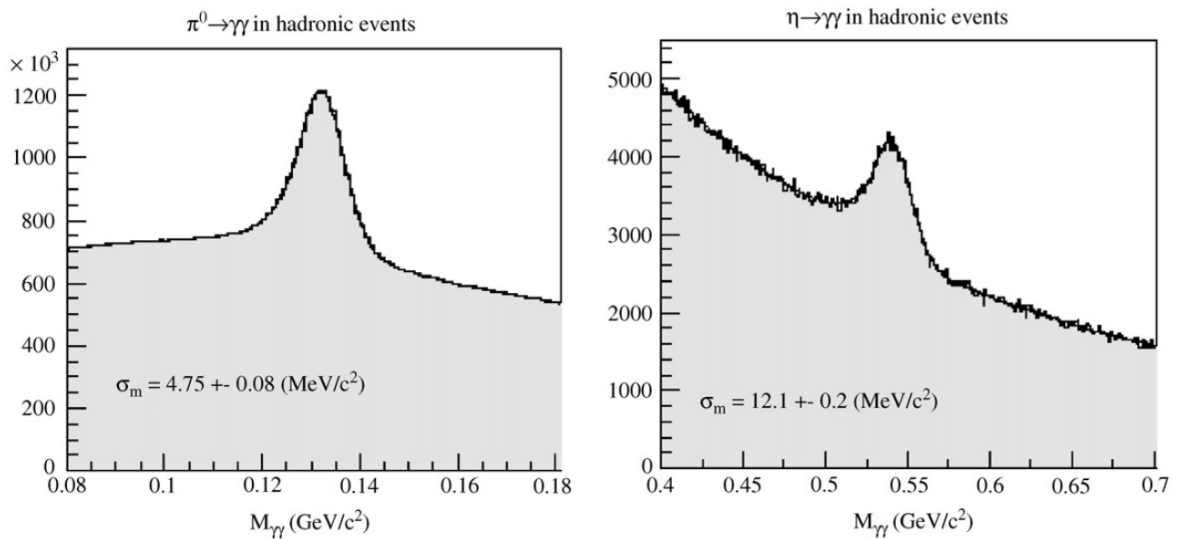 π⁰→γγ in hadronic events
× 10³
1200
1000
800
600
400
200
0
σₘ = 4.75 +- 0.08 (MeV/c²)
0.08 0.1 0.12 0.14 0.16 0.18
Mγγ (GeV/c²)
η→γγ in hadronic events
5000
4000
3000
2000
1000
0
σₘ = 12.1 +- 0.2 (MeV/c²)
0.4 0.45 0.5 0.55 0.6 0.65 0.7
Mγγ (GeV/c²)